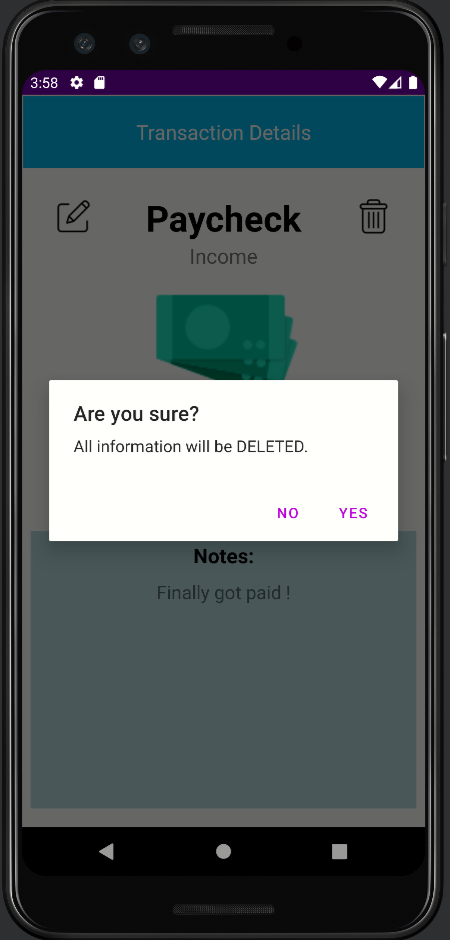 3:58
Transaction Details
Paycheck
Income
Are you sure?
All information will be DELETED.
NO YES
Notes:
Finally got paid !